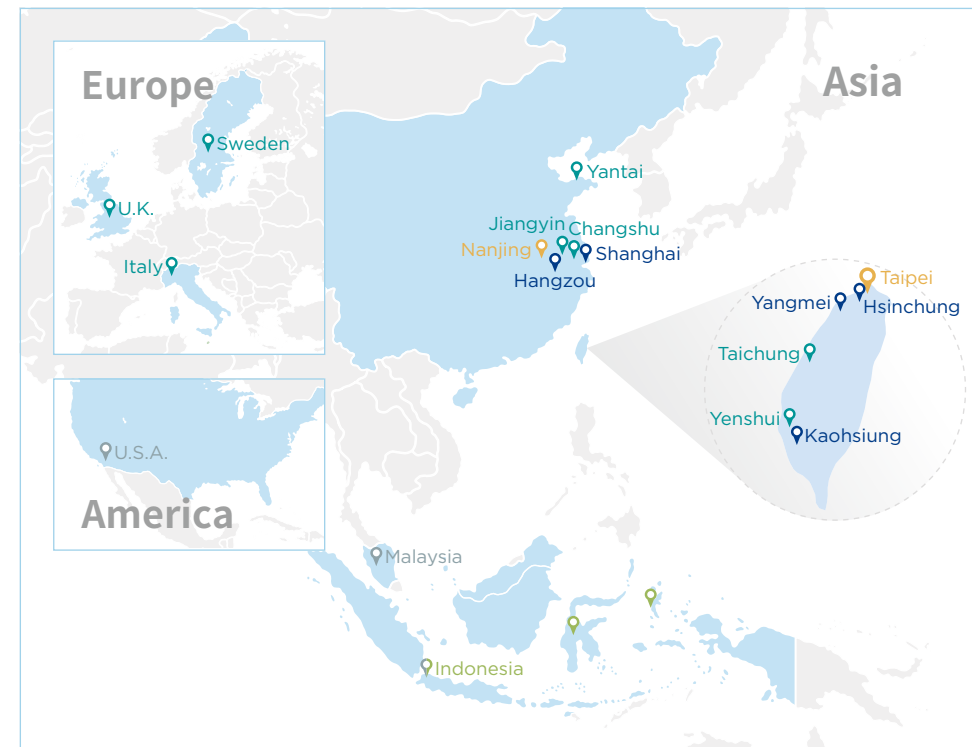 Europe
Asia
Sweden
U.K.
Italy
Yantai
Jiangyin
Changshu
Nanjing
Shanghai
Hangzou
Taipei
Yangmei
Hsinchung
Taichung
Yenshui
Kaohsiung
U.S.A.
America
Malaysia
Indonesia